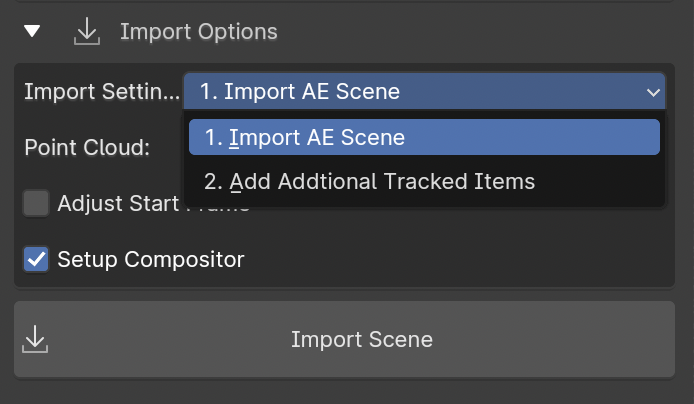 Import Options
Import Settin... 1. Import AE Scene
1. Import AE Scene
Point Cloud:
2. Add Addtional Tracked Items
Adjust Start
Setup Compositor
Import Scene